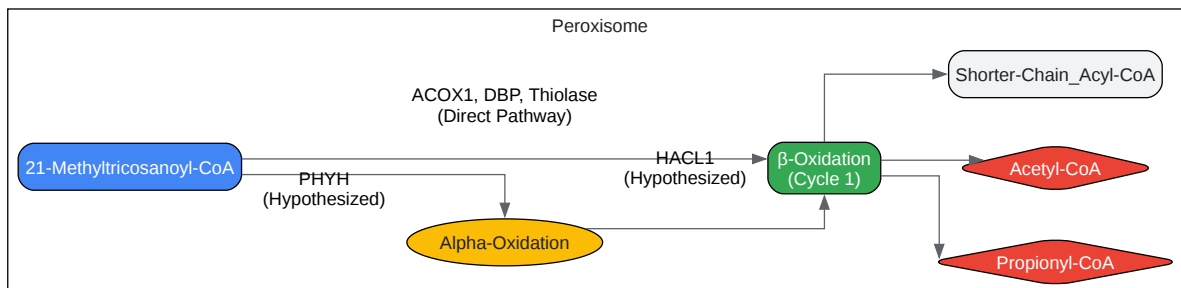 Peroxisome
Shorter-Chain_Acyl-CoA
ACOX1, DBP, Thiolase
(Direct Pathway)
21-Methyltricosanoyl-CoA
PHYH
(Hypothesized)
HACL1
(Hypothesized)
β-Oxidation
(Cycle 1)
Acetyl-CoA
Alpha-Oxidation
Propionyl-CoA